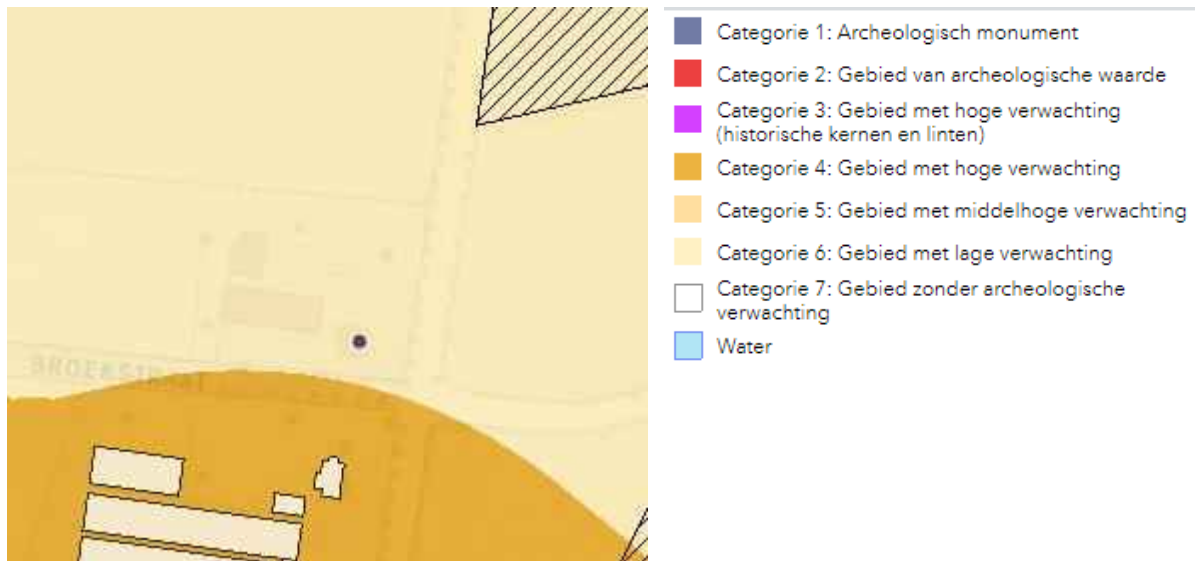 BROEKSTRAAT
Categorie 1: Archeologisch monument
Categorie 2: Gebied van archeologische waarde
Categorie 3: Gebied met hoge verwachting
(historische kernen en linten)
Categorie 4: Gebied met hoge verwachting
Categorie 5: Gebied met middelhoge verwachting
Categorie 6: Gebied met lage verwachting
Categorie 7: Gebied zonder archeologische
verwachting
Water